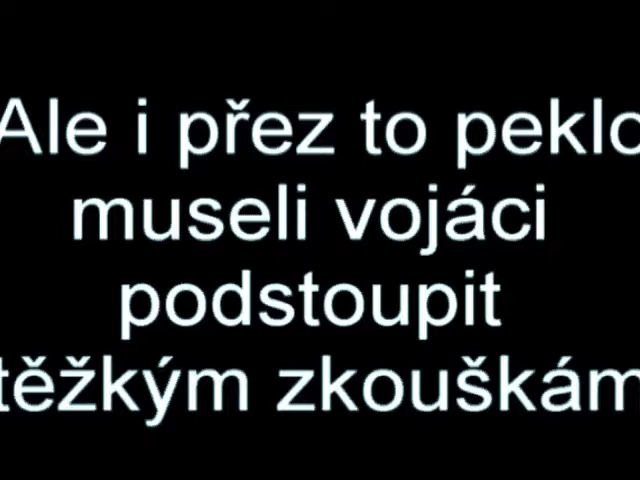 Ale i přez to peklo
museli vojáci
podstoupit
těžkým zkouškám